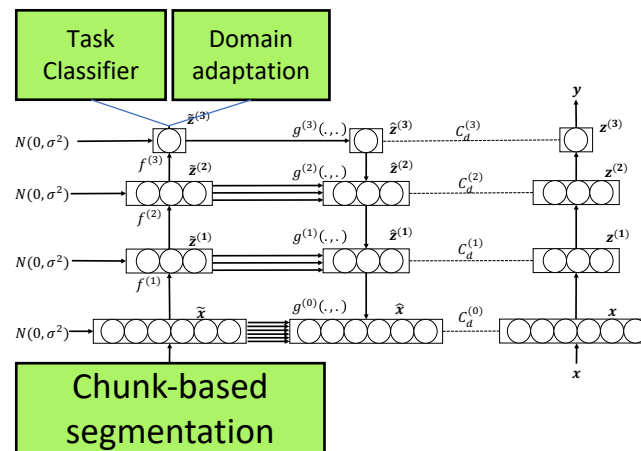 Task
Classifier
Domain
adaptation
y
z̃^(3)
g^(3)(.,.)
ẑ^(3)
C_d^(3)
z^(3)
N(0, σ²)
f^(3)
z̃^(2)
g^(2)(.,.)
ẑ^(2)
C_d^(2)
z^(2)
N(0, σ²)
f^(2)
z̃^(1)
g^(1)(.,.)
ẑ^(1)
C_d^(1)
z^(1)
N(0, σ²)
f^(1)
x̃
g^(0)(.,.)
x̂
C_d^(0)
x
N(0, σ²)
x
Chunk-based
segmentation